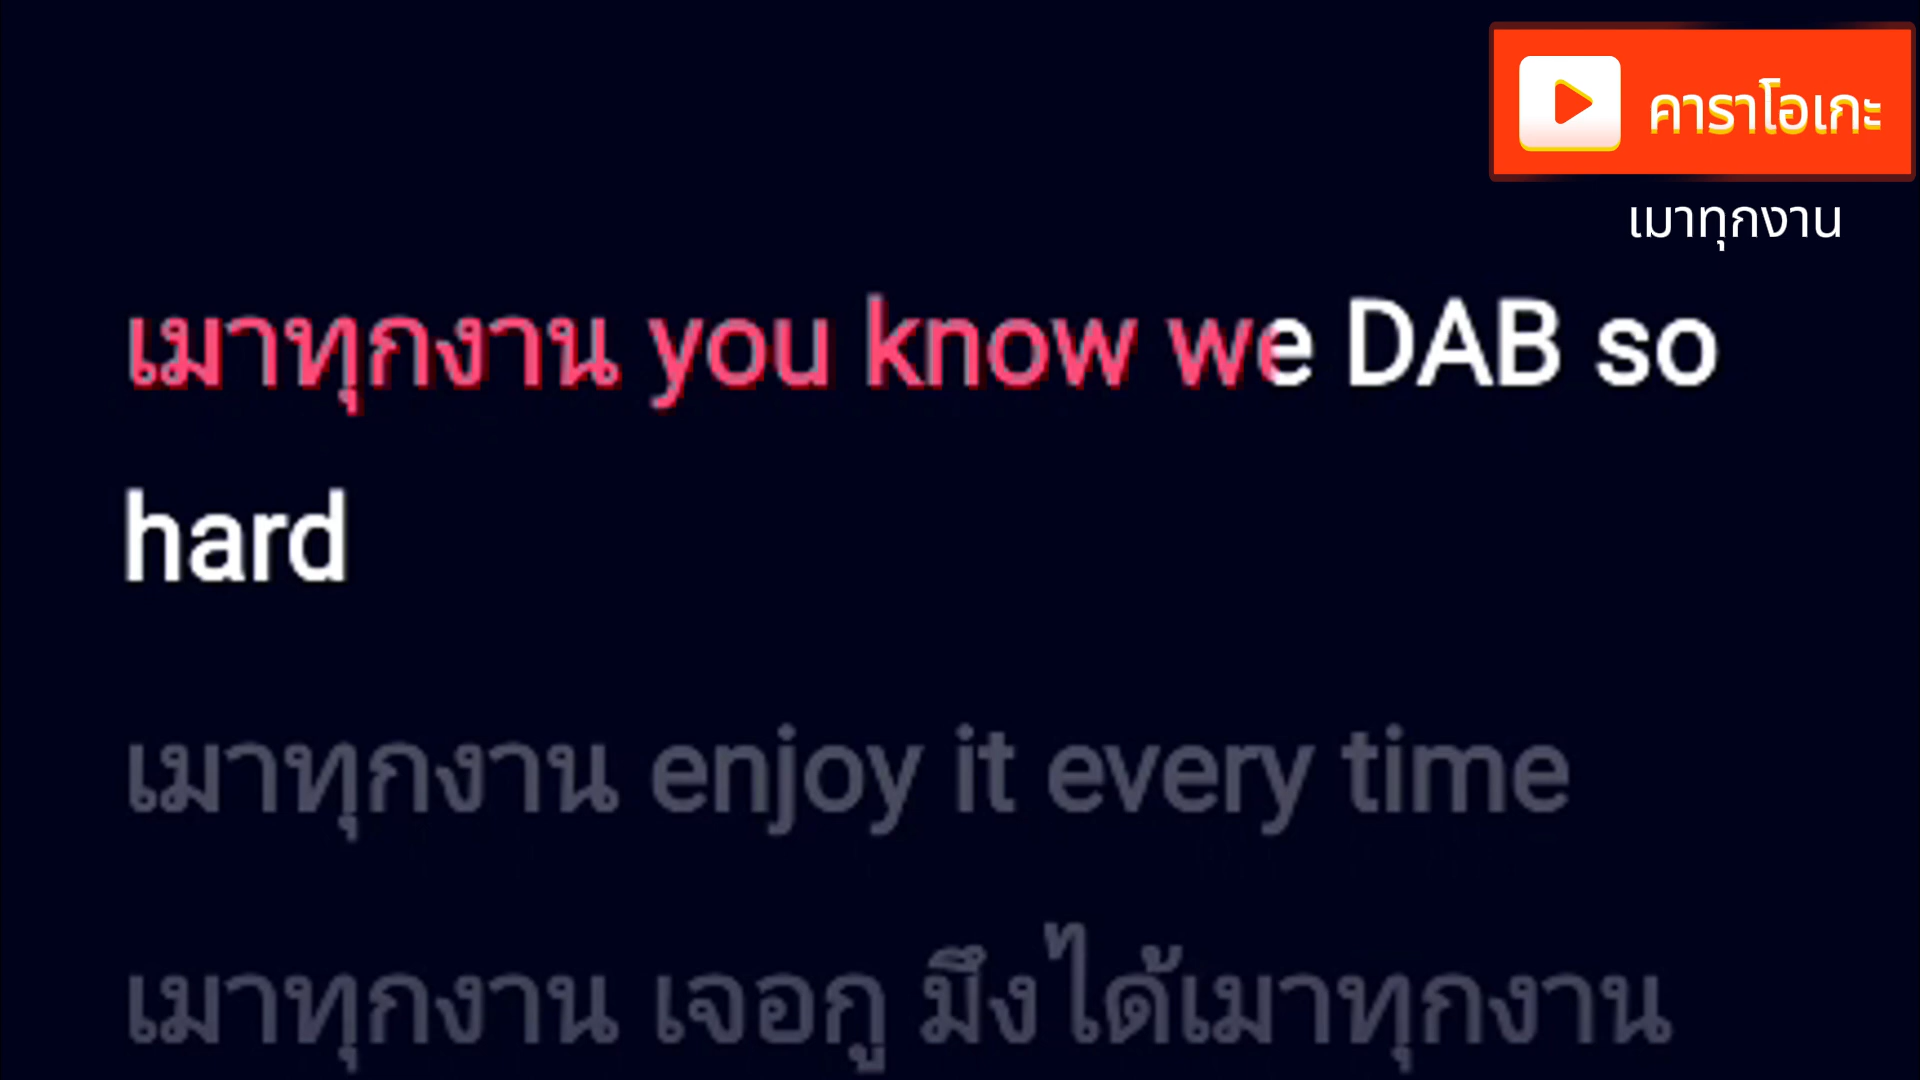 คาราโอเกะ
เมาทุกงาน
เมาทุกงาน you know we DAB so
hard
เมาทุกงาน enjoy it every time
เมาทุกงาน เจอกู มึงได้เมาทุกงาน